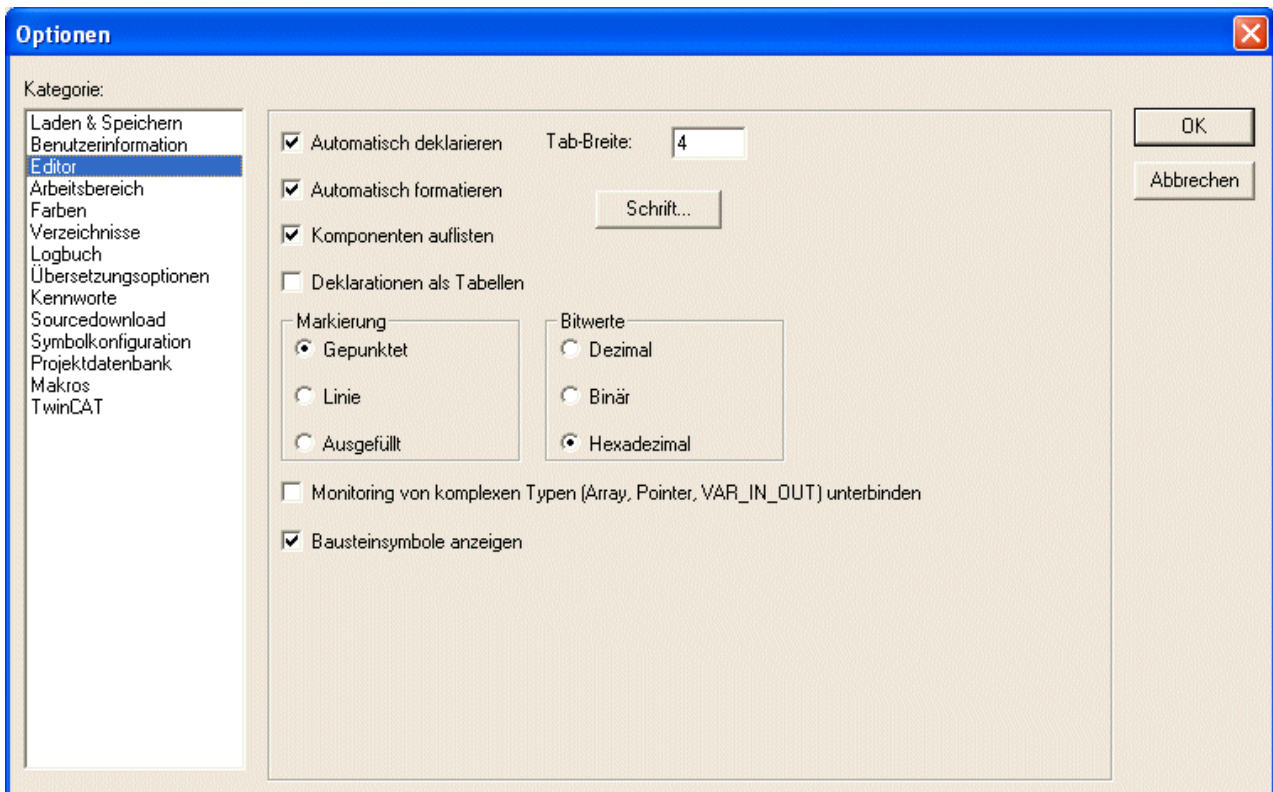 Optionen
Kategorie:
Laden & Speichern
Benutzerinformation
Editor
Arbeitsbereich
Farben
Verzeichnisse
Logbuch
Übersetzungsoptionen
Kennworte
Sourcedownload
Symbolkonfiguration
Projektdatenbank
Makros
TwinCAT
Automatisch deklarieren
Tab-Breite: 4
Automatisch formatieren
Schrift...
Komponenten auflisten
Deklarationen als Tabellen
Markierung
Gepunktet
Linie
Ausgefüllt
Bitwerte
Dezimal
Binär
Hexadezimal
Monitoring von komplexen Typen (Array, Pointer, VAR_IN_OUT) unterbinden
Bausteinsymbole anzeigen
OK
Abbrechen